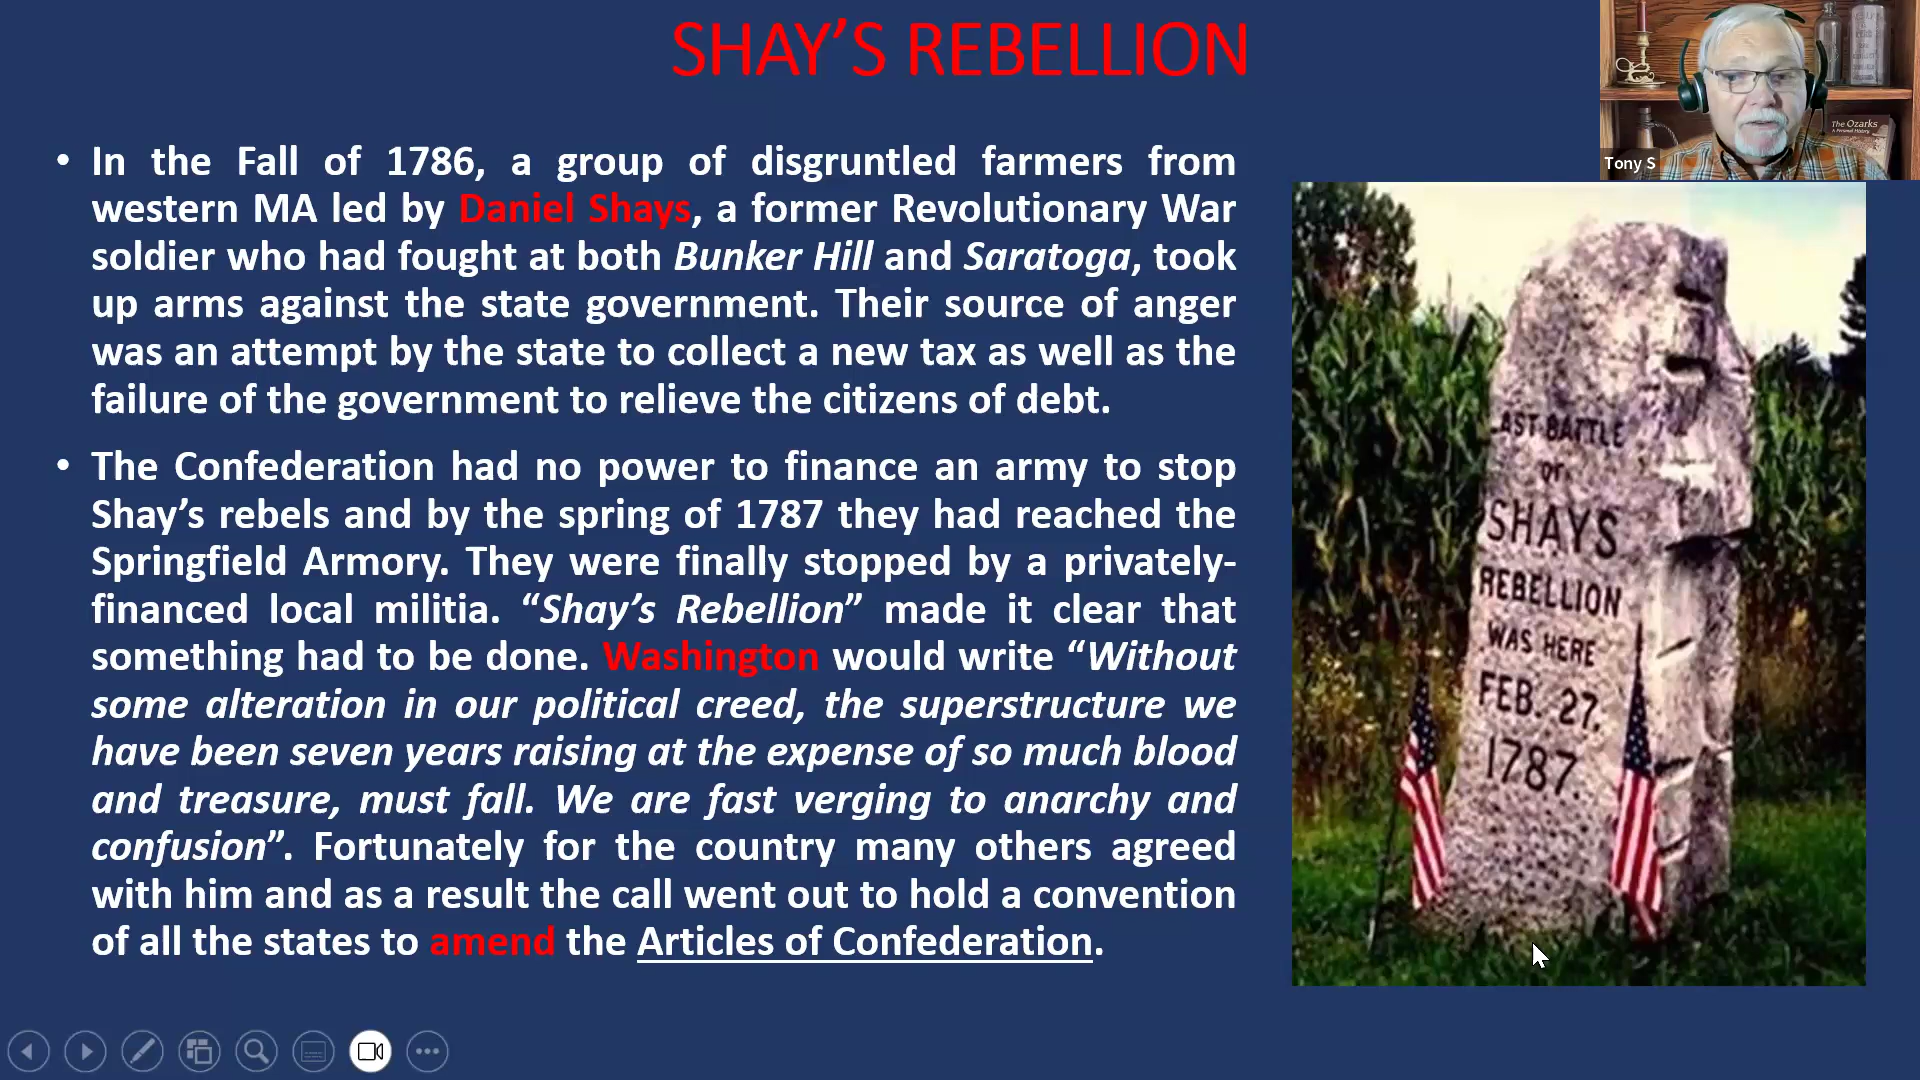 SHAY’S REBELLION
• In the Fall of 1786, a group of disgruntled farmers from
western MA led by Daniel Shays, a former Revolutionary War
soldier who had fought at both Bunker Hill and Saratoga, took
up arms against the state government. Their source of anger
was an attempt by the state to collect a new tax as well as the
failure of the government to relieve the citizens of debt.
• The Confederation had no power to finance an army to stop
Shay’s rebels and by the spring of 1787 they had reached the
Springfield Armory. They were finally stopped by a privately-
financed local militia. “Shay’s Rebellion” made it clear that
something had to be done. Washington would write “Without
some alteration in our political creed, the superstructure we
have been seven years raising at the expense of so much blood
and treasure, must fall. We are fast verging to anarchy and
confusion”. Fortunately for the country many others agreed
with him and as a result the call went out to hold a convention
of all the states to amend the Articles of Confederation.
The Ozarks
A Personal History
Tony S
LAST BATTLE
OF
SHAYS
REBELLION
WAS HERE
FEB. 27,
1787.